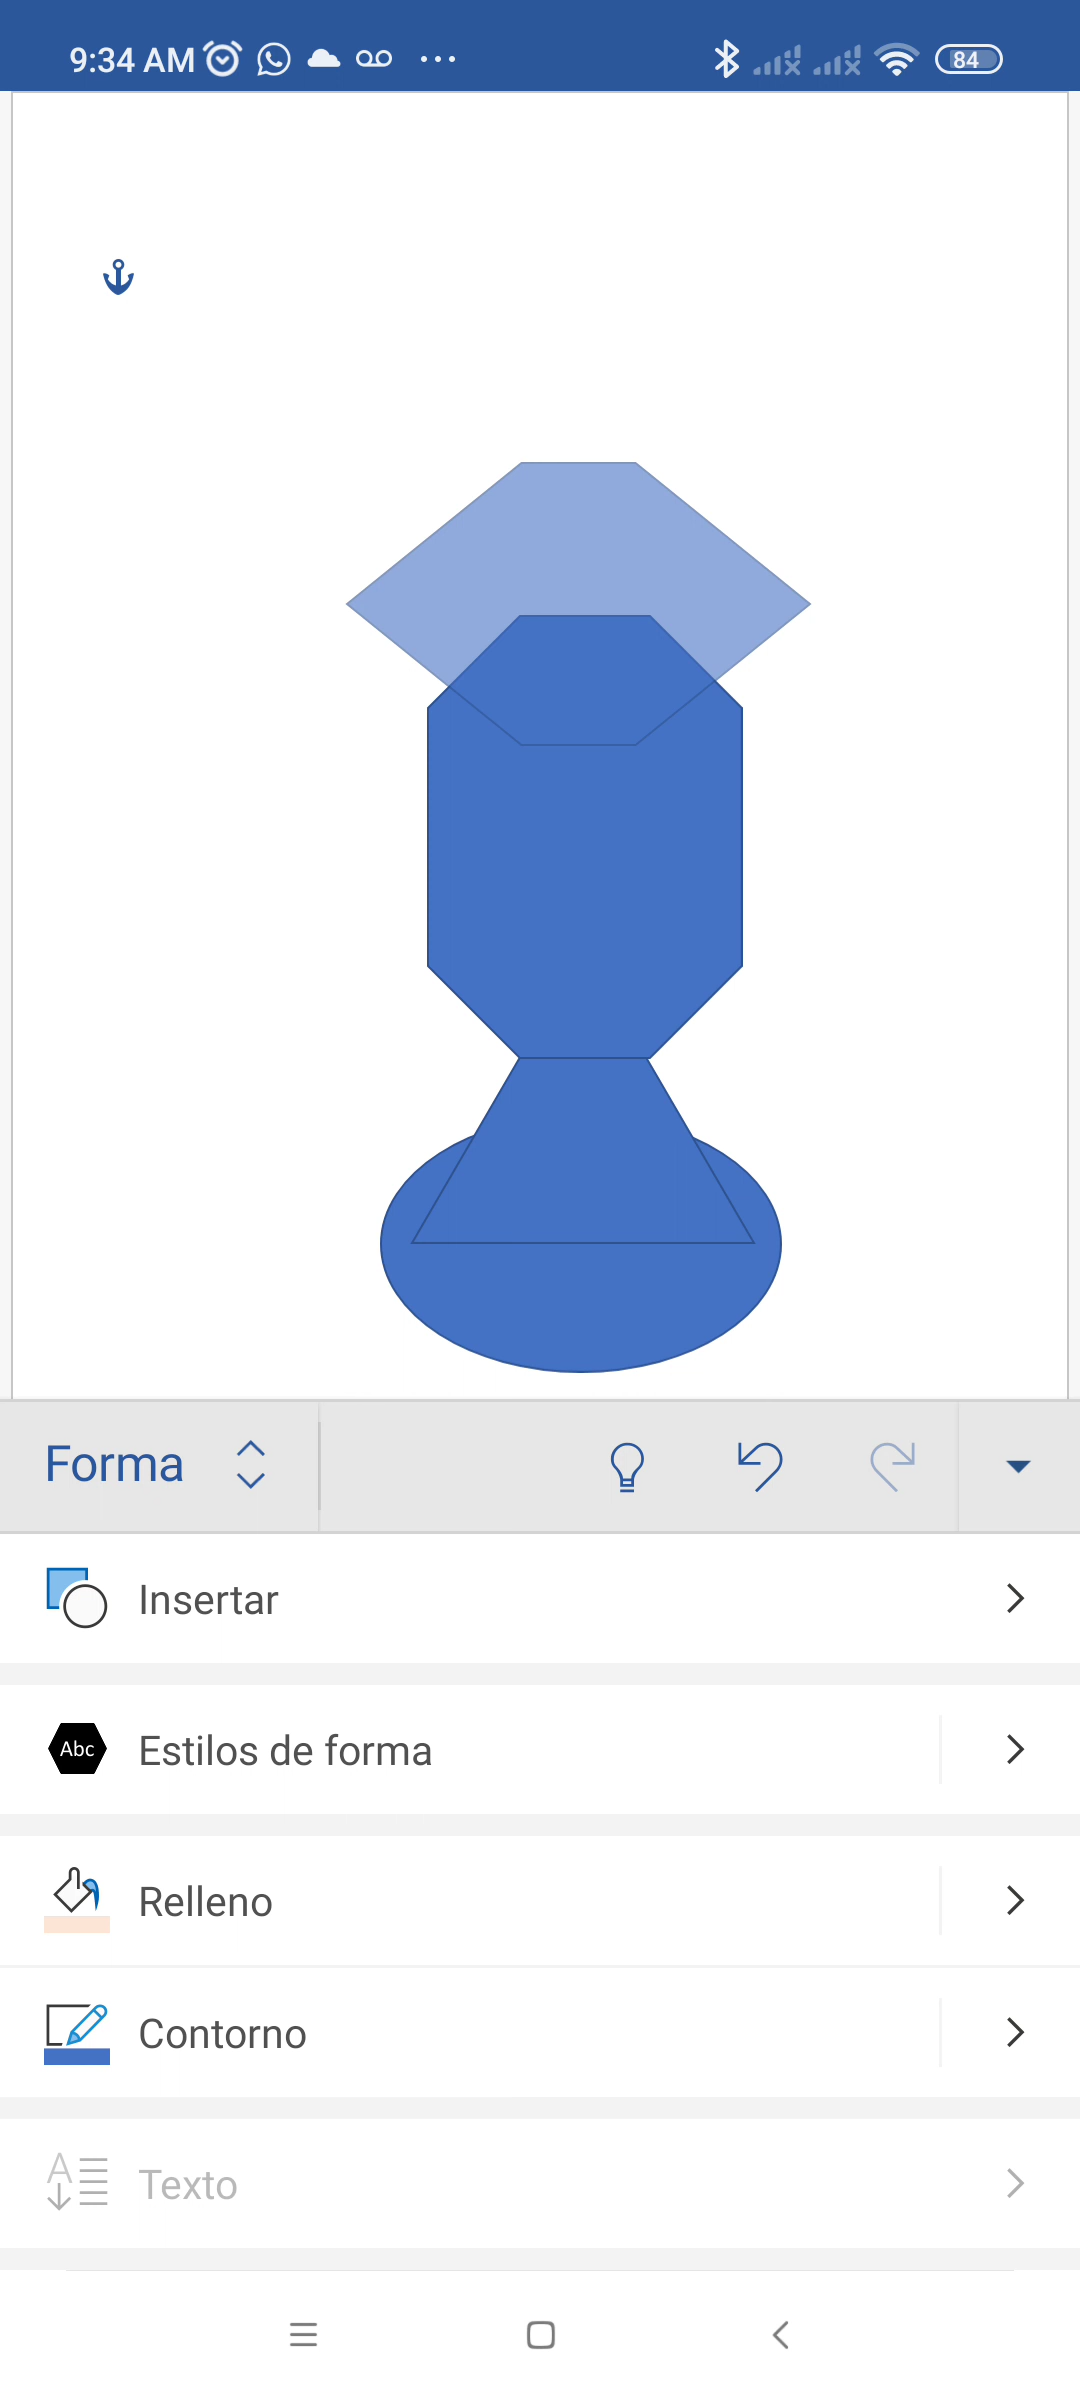 9:34 AM
84
Forma
Insertar
Abc
Estilos de forma
Relleno
Contorno
A
Texto